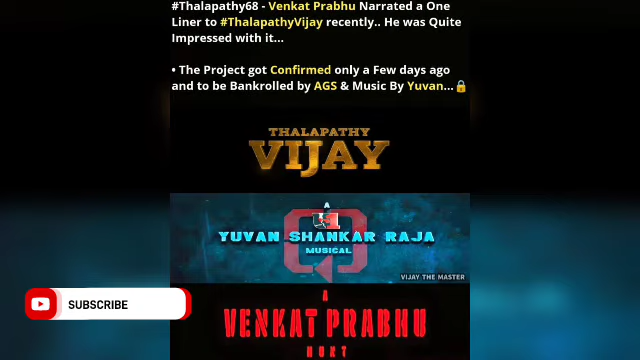 #Thalapathy68 - Venkat Prabhu Narrated a One
Liner to #ThalapathyVijay recently.. He was Quite
Impressed with it...
• The Project got Confirmed only a Few days ago
and to be Bankrolled by AGS & Music By Yuvan...🔒
THALAPATHY
VIJAY
A
YUVAN SHANKAR RAJA
MUSICAL
VIJAY THE MASTER
SUBSCRIBE
A
VENKAT PRABHU